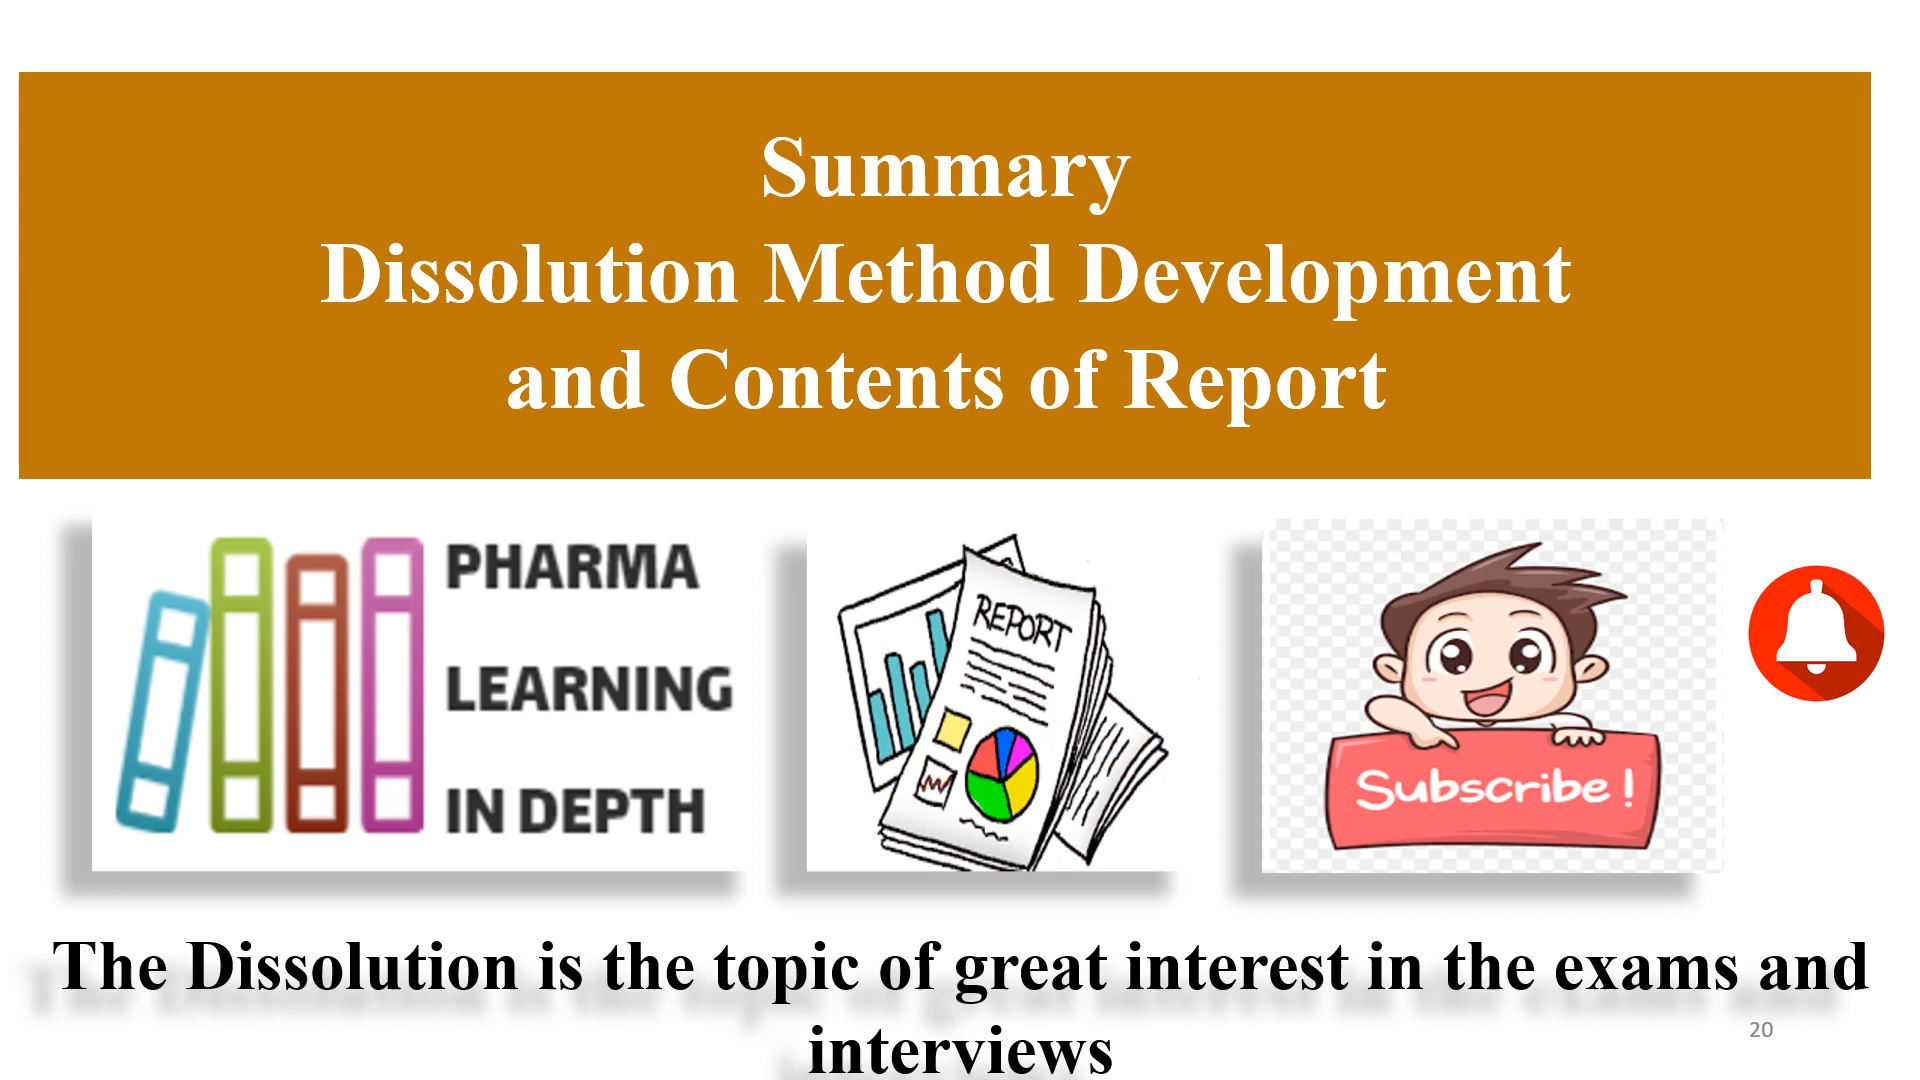 Summary
Dissolution Method Development
and Contents of Report
PHARMA
LEARNING
IN DEPTH
REPORT
Subscribe !
The Dissolution is the topic of great interest in the exams and
interviews
20